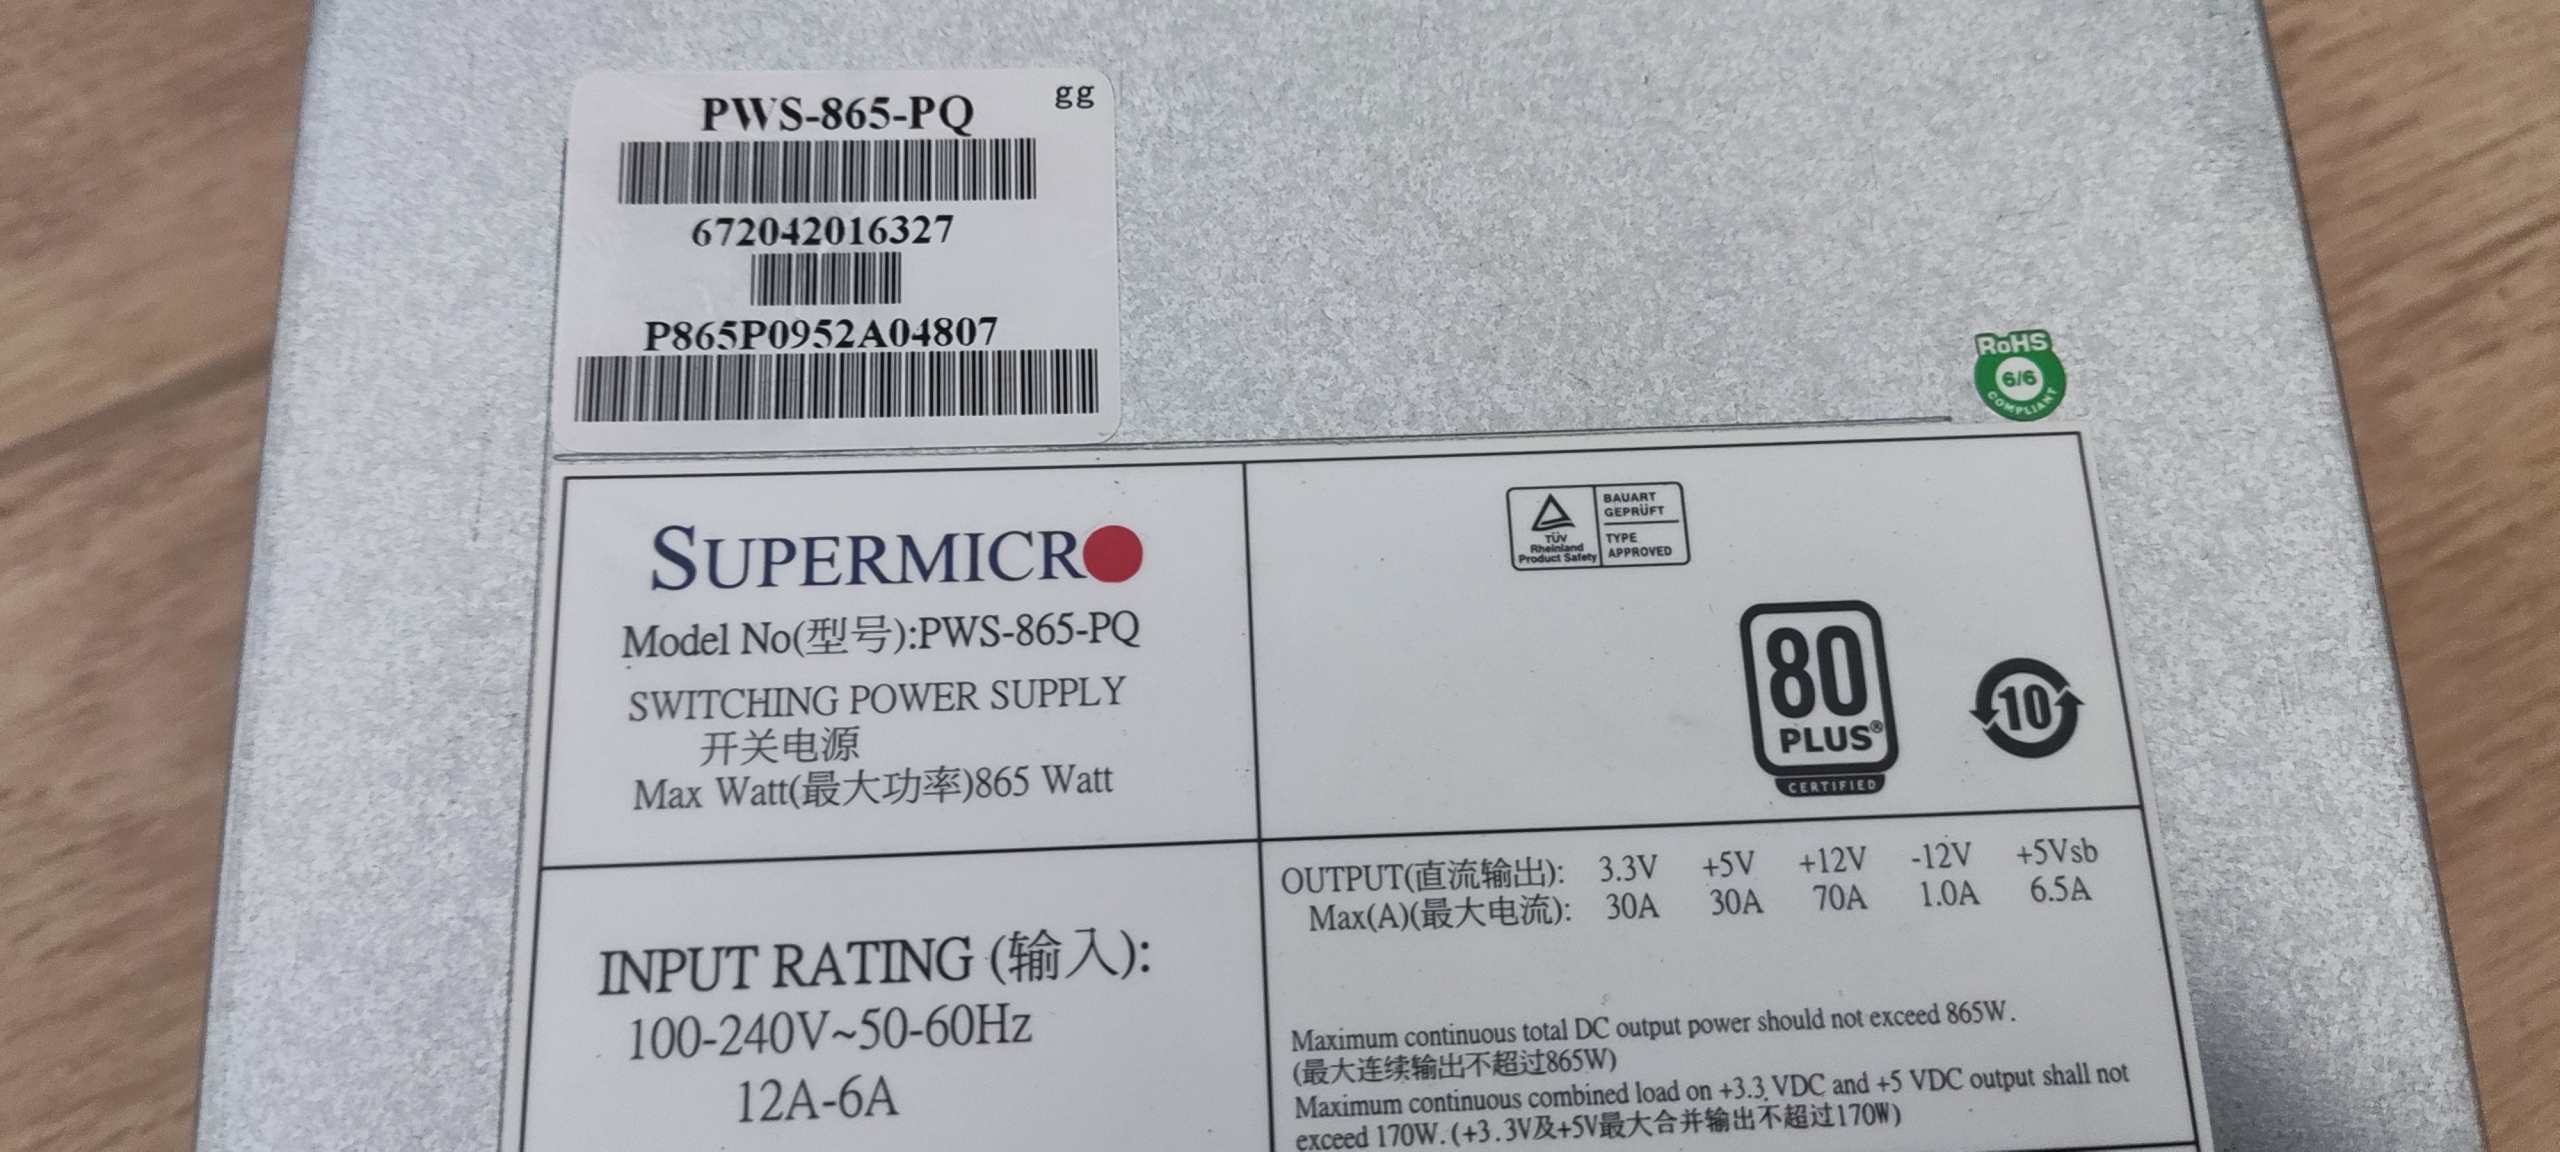 PWS-865-PQ
gg
672042016327
P865P0952A04807
RoHS
6/6
COMPLIANT
SUPERMICRO
Model No(型号):PWS-865-PQ
SWITCHING POWER SUPPLY
开关电源
Max Watt(最大功率)865 Watt
TÜV
Rheinland
Product Safety
BAUART
GEPRÜFT
TYPE
APPROVED
80
PLUS®
CERTIFIED
10
INPUT RATING (输入):
100-240V~50-60Hz
12A-6A
OUTPUT(直流输出): 3.3V +5V +12V -12V +5Vsb
Max(A)(最大电流): 30A 30A 70A 1.0A 6.5A
Maximum continuous total DC output power should not exceed 865W.
(最大连续输出不超过865W)
Maximum continuous combined load on +3.3 VDC and +5 VDC output shall not
exceed 170W. (+3.3V及+5V最大合并输出不超过170W)